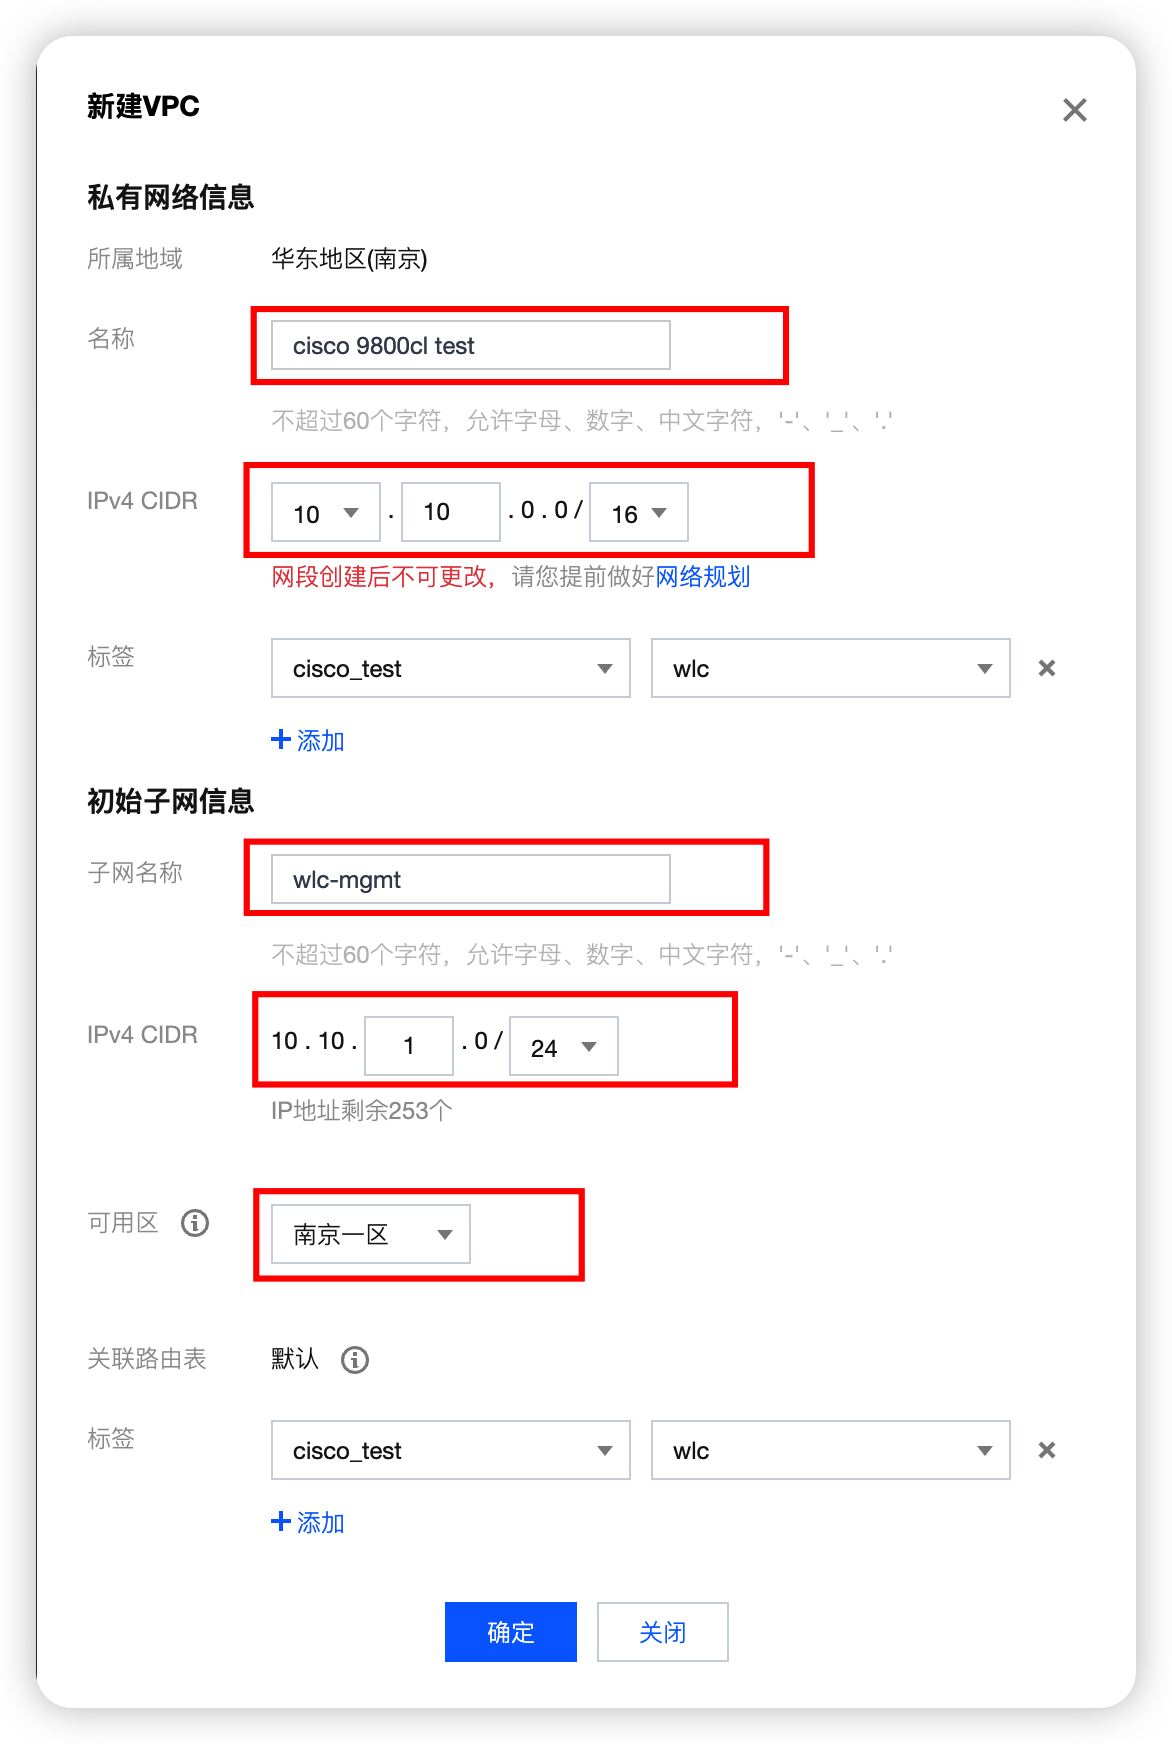 新建VPC
私有网络信息
所属地域 华东地区(南京)
名称 cisco 9800cl test
不超过60个字符，允许字母、数字、中文字符，'-'、'_'、'.'
IPv4 CIDR 10 . 10 . 0 . 0 / 16
网段创建后不可更改，请您提前做好网络规划
标签 cisco_test wlc
添加
初始子网信息
子网名称 wlc-mgmt
不超过60个字符，允许字母、数字、中文字符，'-'、'_'、'.'
IPv4 CIDR 10 . 10 . 1 . 0 / 24
IP地址剩余253个
可用区 南京一区
关联路由表 默认
标签 cisco_test wlc
添加
确定 关闭